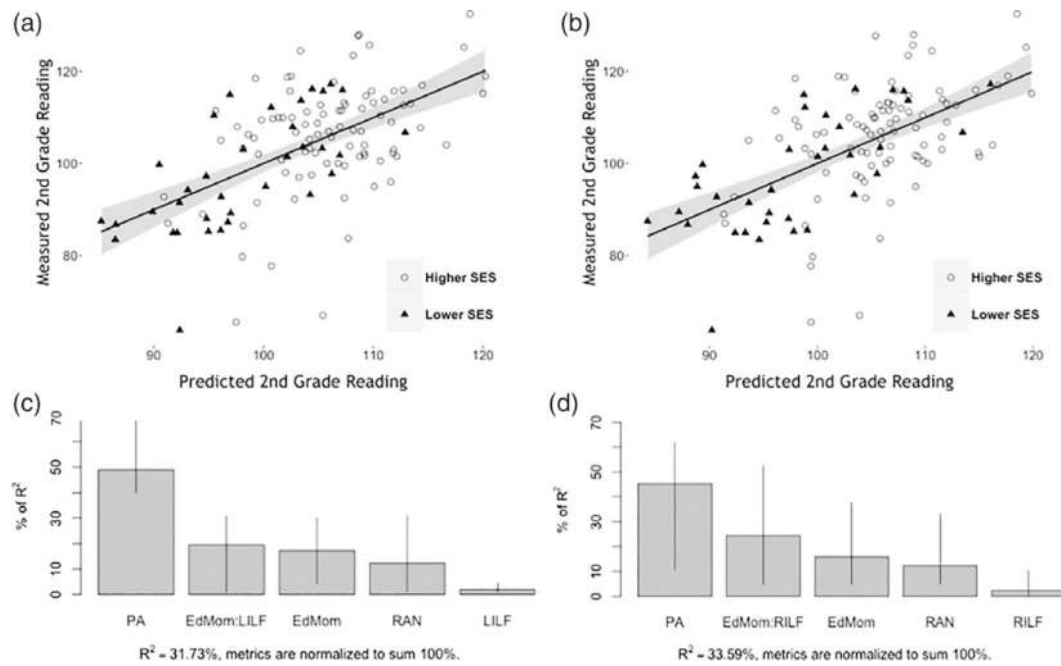 (a)
Measured 2nd Grade Reading
120
100
80
Higher SES
Lower SES
90 100 110 120
Predicted 2nd Grade Reading
(b)
Measured 2nd Grade Reading
120
100
80
Higher SES
Lower SES
90 100 110 120
Predicted 2nd Grade Reading
(c)
% of R²
70
50
30
10
0
PA EdMom:LILF EdMom RAN LILF
R² = 31.73%, metrics are normalized to sum 100%.
(d)
% of R²
70
50
30
10
0
PA EdMom:RILF EdMom RAN RILF
R² = 33.59%, metrics are normalized to sum 100%.